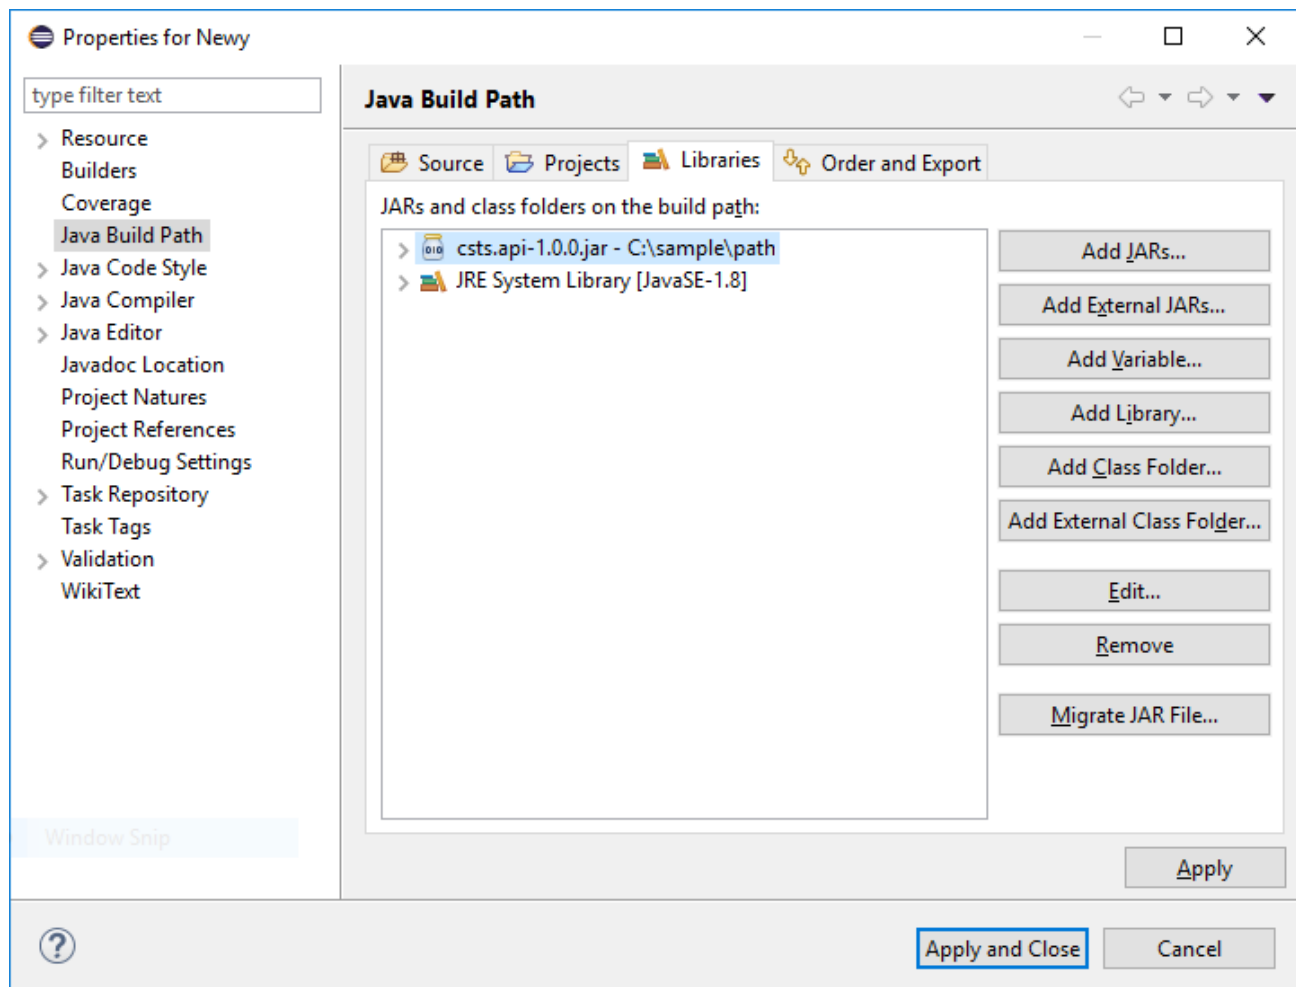 Properties for Newy
type filter text
Resource
Builders
Coverage
Java Build Path
Java Code Style
Java Compiler
Java Editor
Javadoc Location
Project Natures
Project References
Run/Debug Settings
Task Repository
Task Tags
Validation
WikiText
Window Snip
Java Build Path
Source Projects Libraries Order and Export
JARs and class folders on the build path:
csts.api-1.0.0.jar - C:\sample\path
JRE System Library [JavaSE-1.8]
Add JARs...
Add External JARs...
Add Variable...
Add Library...
Add Class Folder...
Add External Class Folder...
Edit...
Remove
Migrate JAR File...
Apply
Apply and Close Cancel